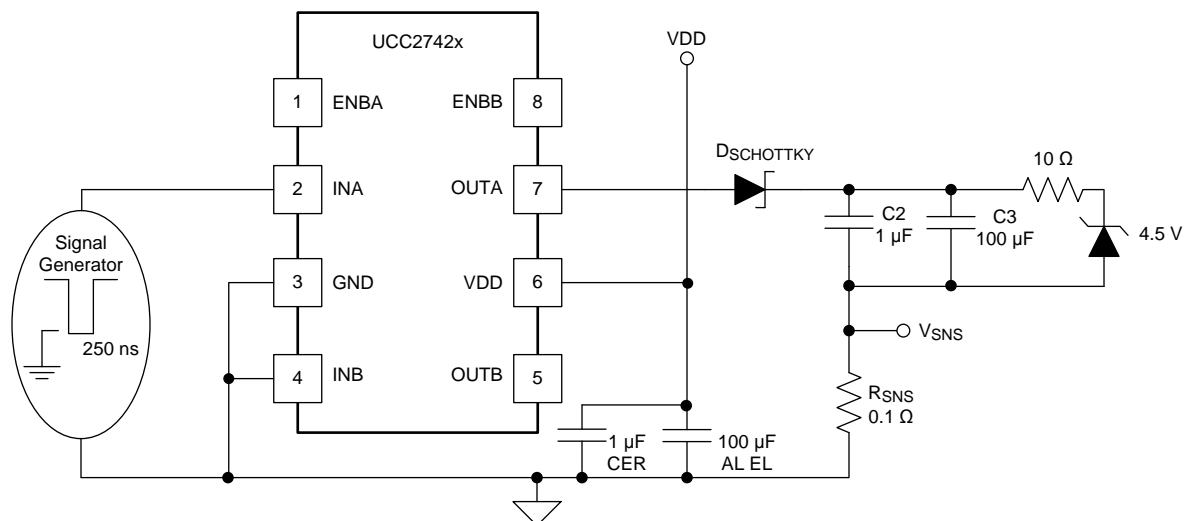 UCC2742x
VDD
1 ENBA ENBB 8
DSCHOTTKY
10 Ω
2 INA OUTA 7
C2
1 µF
C3
100 µF
4.5 V
Signal
Generator
250 ns
3 GND VDD 6
VSNS
4 INB OUTB 5
RSNS
0.1 Ω
1 µF
CER
100 µF
AL EL